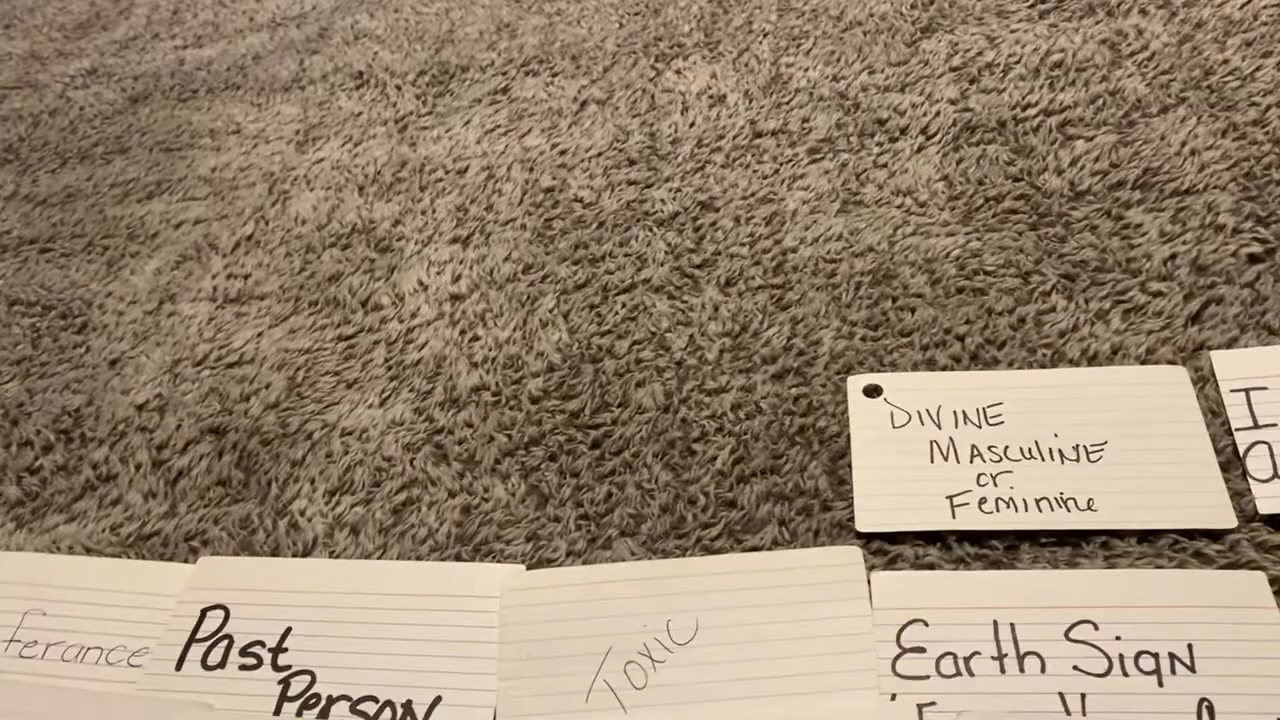 DIVINE
MASCULINE
or.
Feminine
ferance
Past
Person
Toxic
Earth Sign